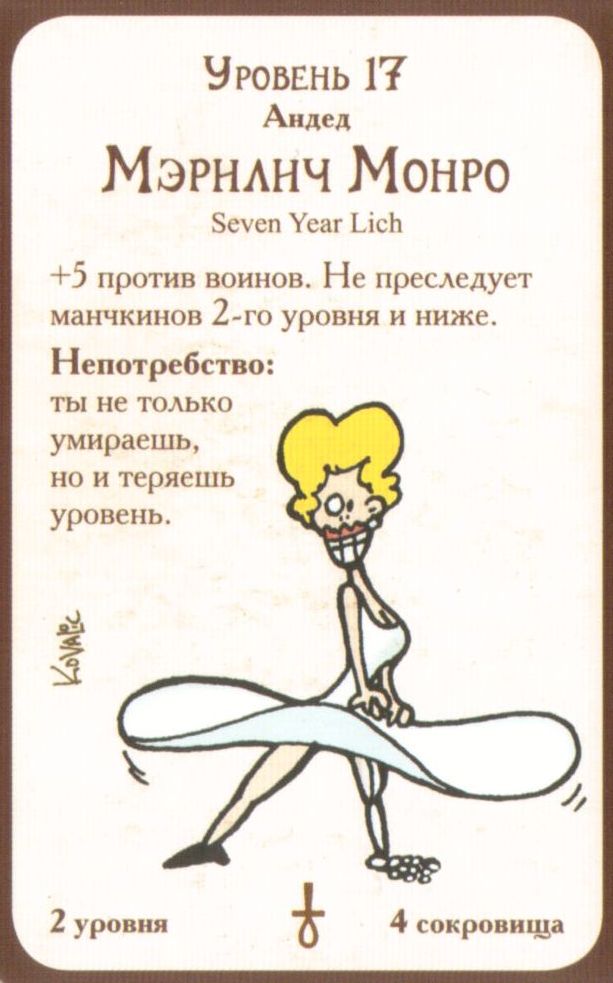 Уровень 17
Андед
Мэрилич Монро
Seven Year Lich
+5 против воинов. Не преследует
манчкинов 2-го уровня и ниже.
Непотребство:
ты не только
умираешь,
но и теряешь
уровень.
Kovalic
2 уровня
4 сокровища